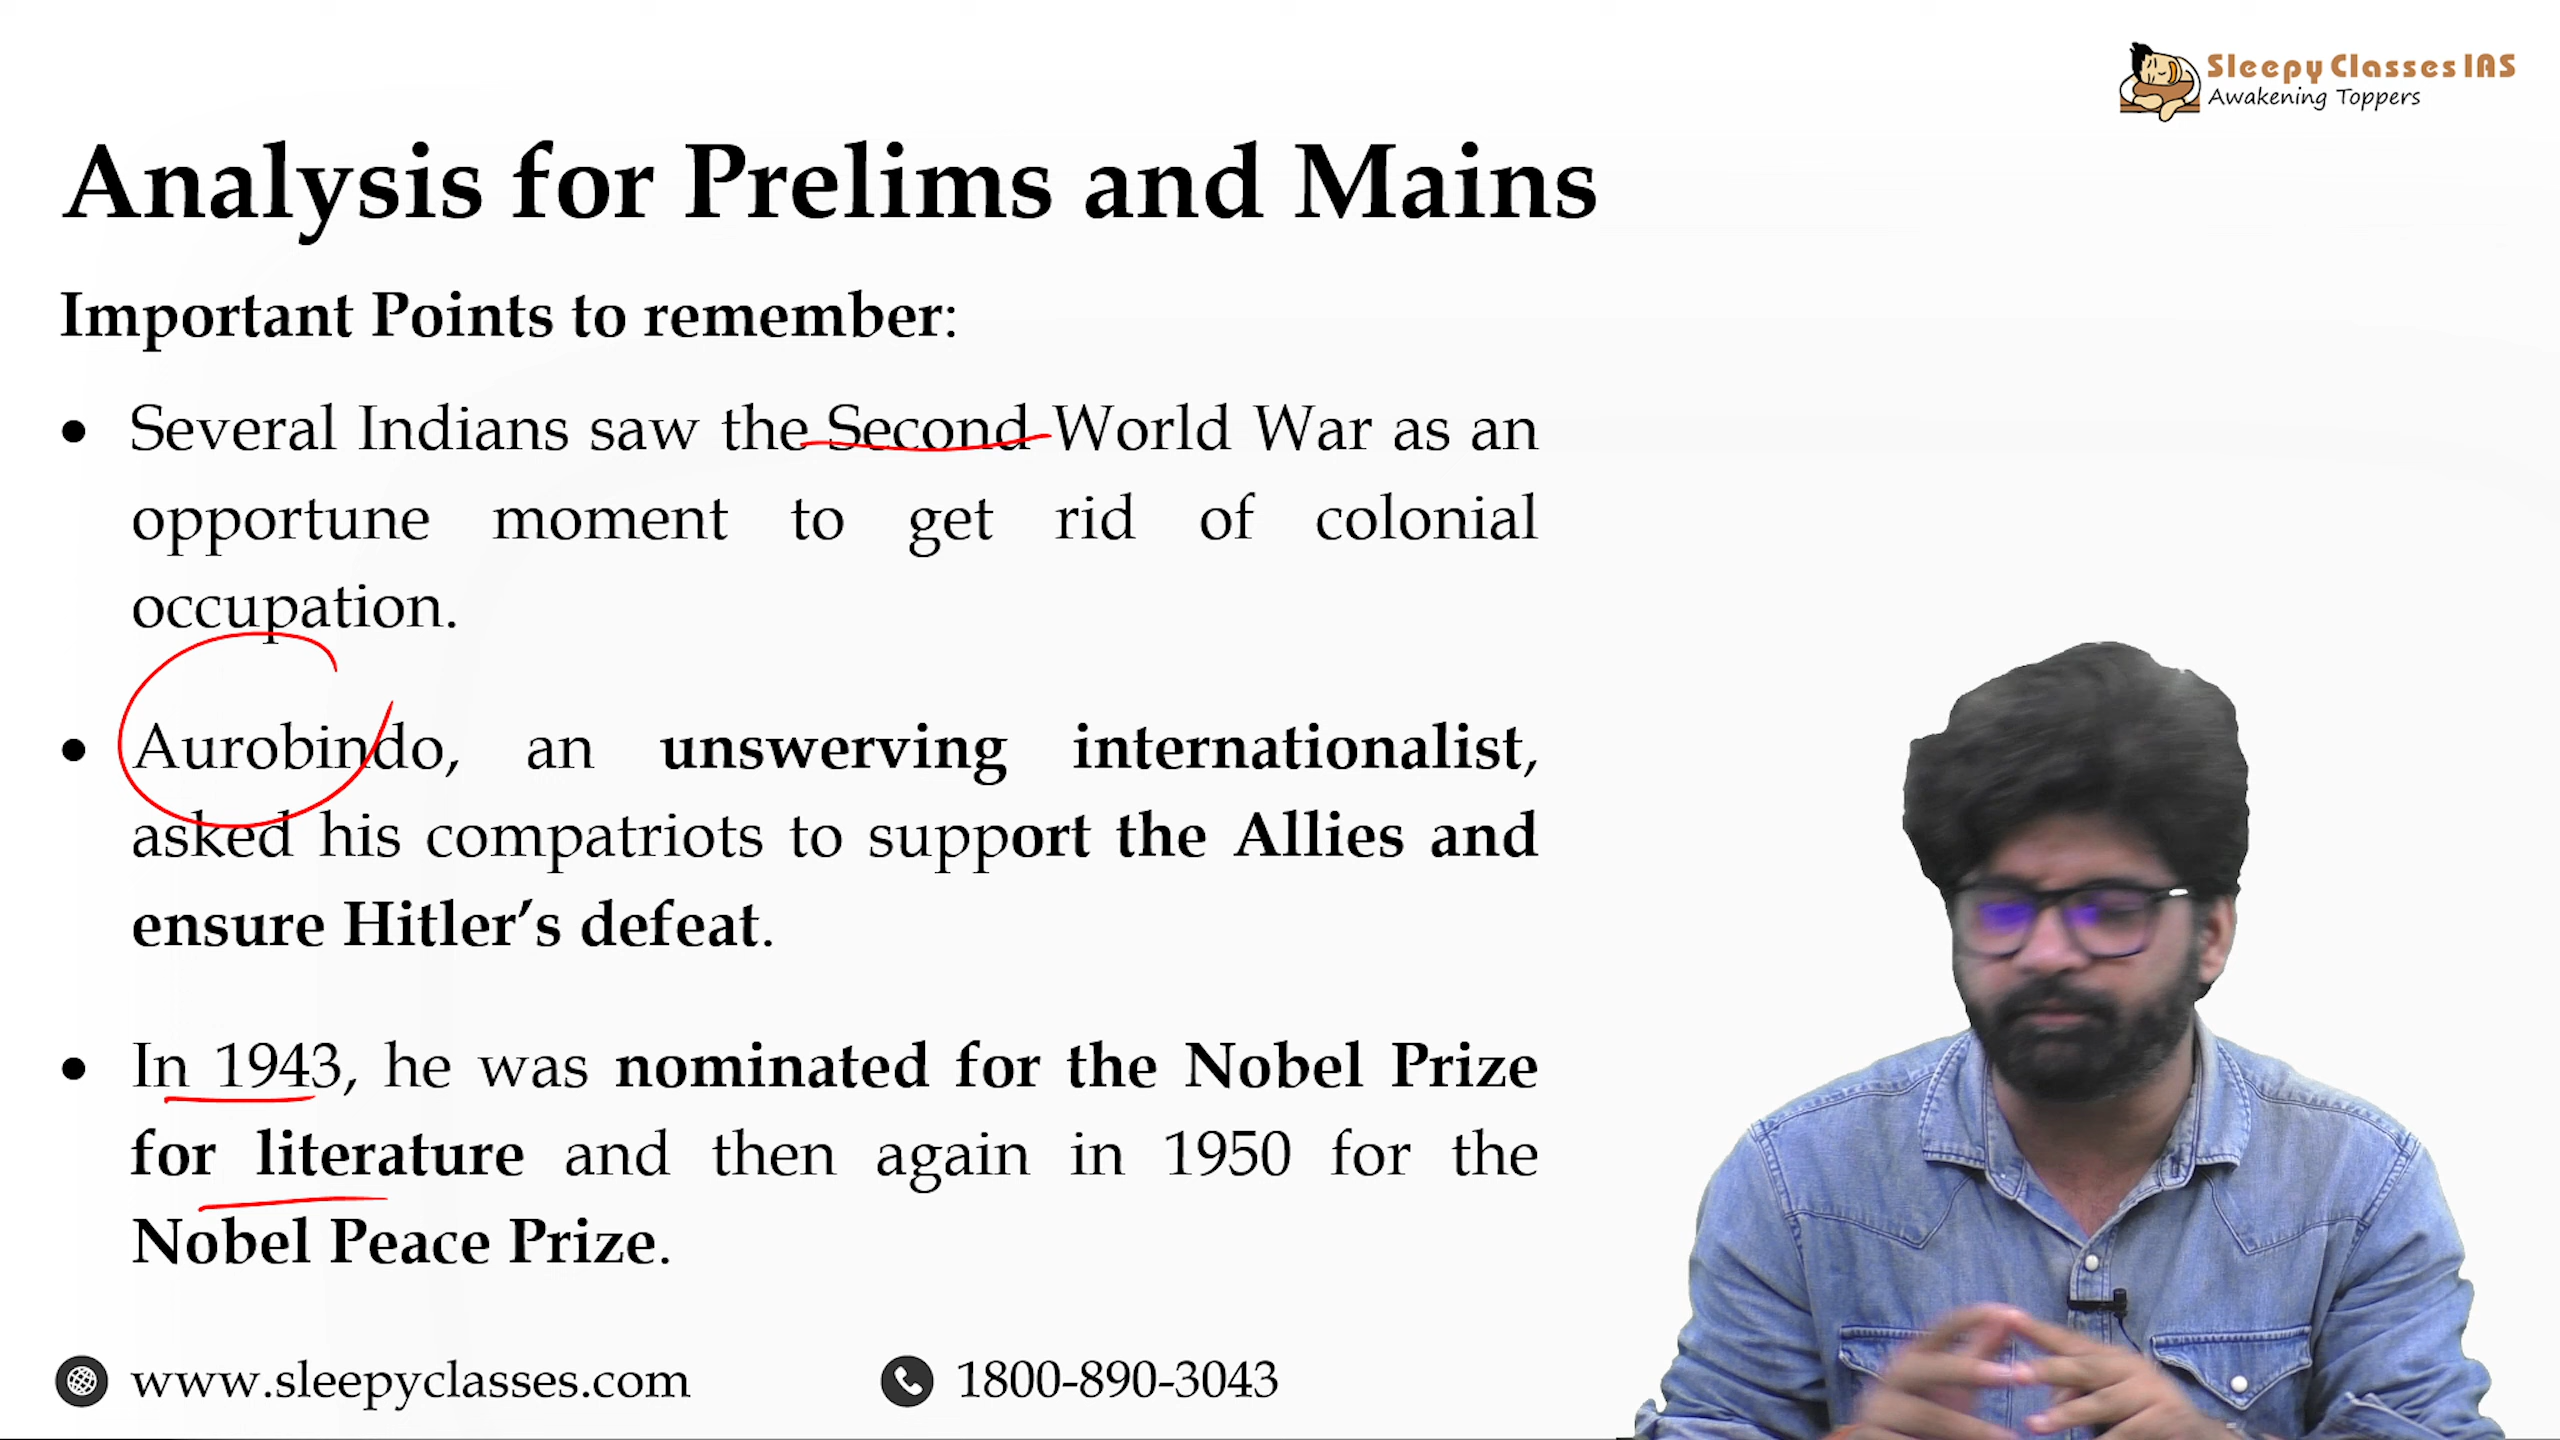 Sleepy Classes IAS
Awakening Toppers
Analysis for Prelims and Mains
Important Points to remember:
• Several Indians saw the Second World War as an
opportune moment to get rid of colonial
occupation.
• Aurobindo, an unswerving internationalist,
asked his compatriots to support the Allies and
ensure Hitler’s defeat.
• In 1943, he was nominated for the Nobel Prize
for literature and then again in 1950 for the
Nobel Peace Prize.
www.sleepyclasses.com
1800-890-3043